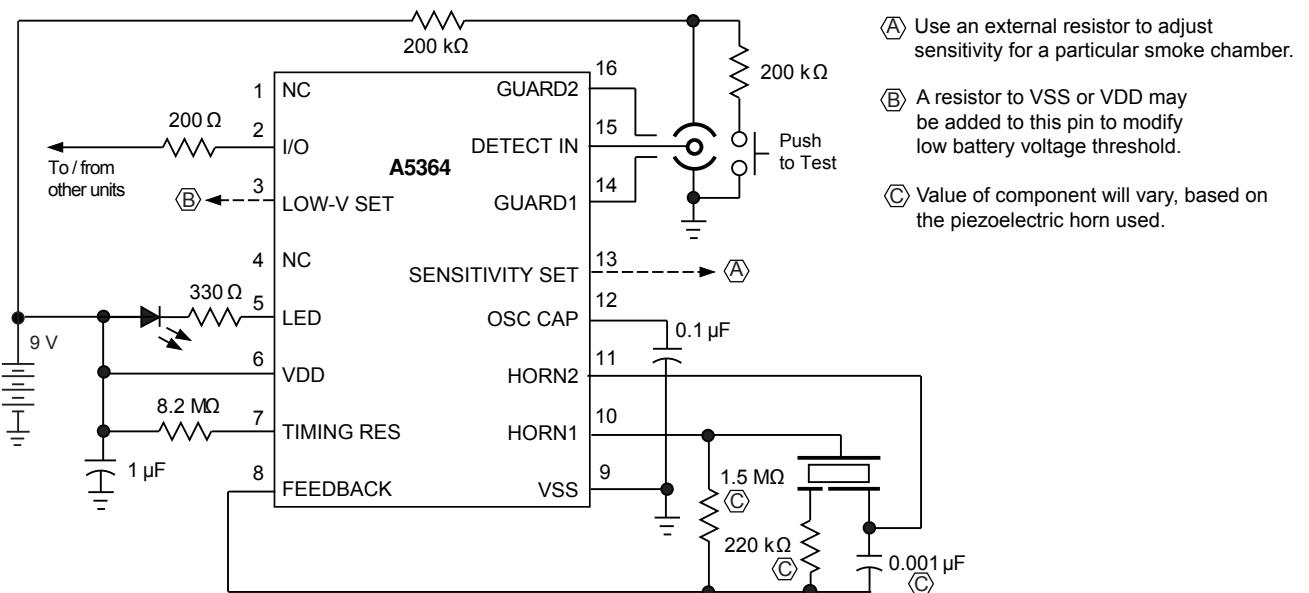 200 kΩ
Ⓐ Use an external resistor to adjust
sensitivity for a particular smoke chamber.
200 kΩ
Ⓑ A resistor to VSS or VDD may
be added to this pin to modify
low battery voltage threshold.
Ⓒ Value of component will vary, based on
the piezoelectric horn used.
Push
to Test
A5364
1 NC
200 Ω
2 I/O
To / from
other units
3 LOW-V SET
B
4 NC
330 Ω
5 LED
9 V
6 VDD
8.2 MΩ
7 TIMING RES
1 µF
8 FEEDBACK
GUARD2 16
DETECT IN 15
GUARD1 14
SENSITIVITY SET 13
A
OSC CAP 12
0.1 µF
HORN2 11
HORN1 10
VSS 9
1.5 MΩ
C
220 kΩ
C
0.001 µF
C